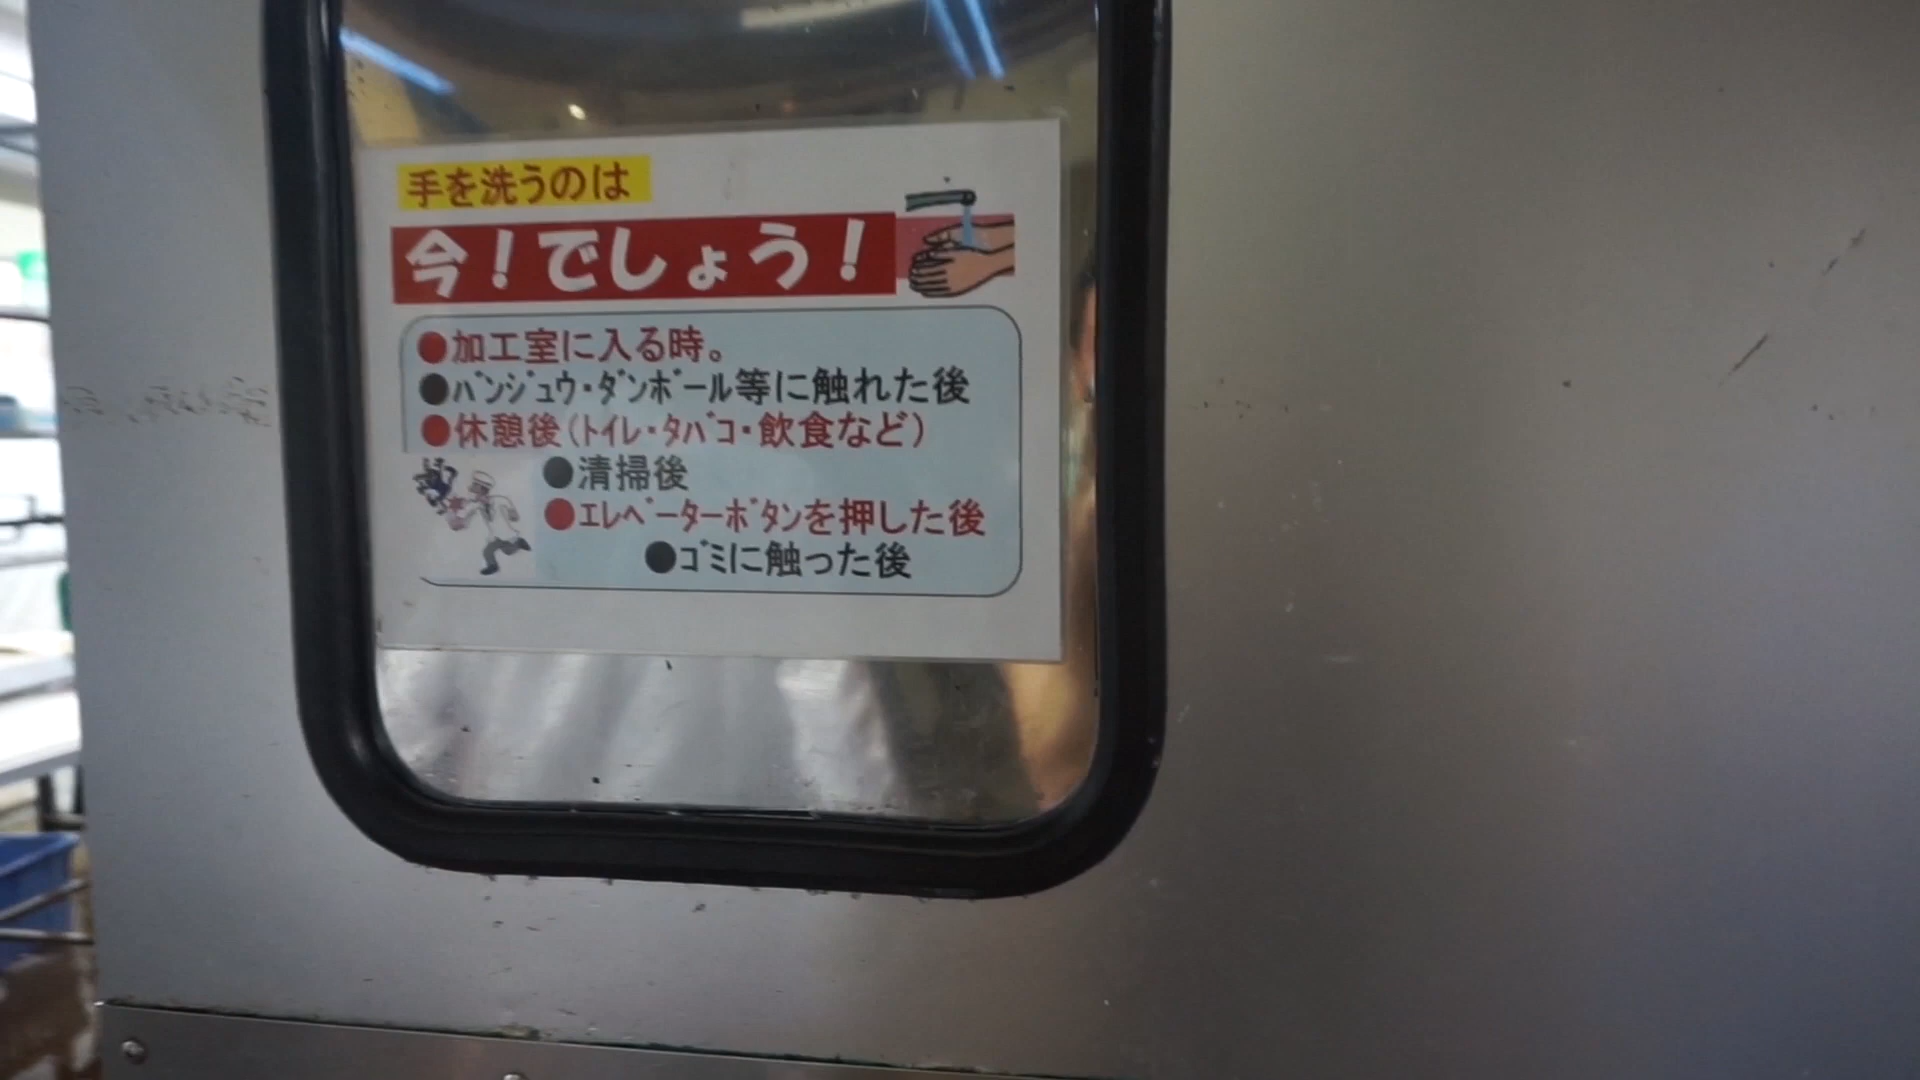 手を洗うのは
今!でしょう!
●加工室に入る時。
●ﾊﾞﾝｼﾞｭｳ・ﾀﾞﾝﾎﾞｰﾙ等に触れた後
●休憩後(ﾄｲﾚ・ﾀﾊﾞｺ・飲食など)
●清掃後
●ｴﾚﾍﾞｰﾀｰﾎﾞﾀﾝを押した後
●ｺﾞﾐに触った後